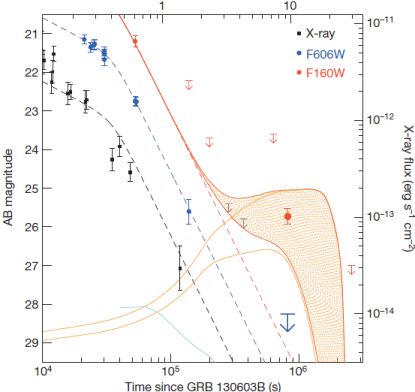 1 10
10⁻¹¹
21
X-ray
F606W
F160W
22
23
10⁻¹²
24
25
26
10⁻¹³
27
28
10⁻¹⁴
29
10⁴ 10⁵ 10⁶
AB magnitude
X-ray flux (erg s⁻¹ cm⁻²)
Time since GRB 130603B (s)